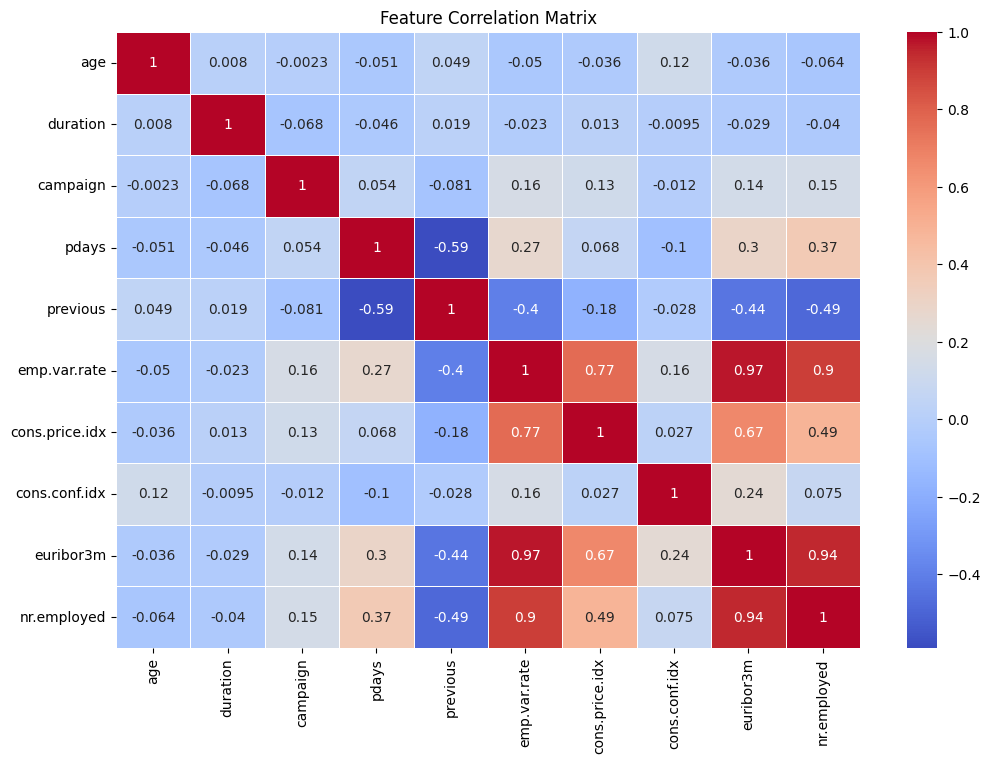 Feature Correlation Matrix
age 1 0.008 -0.0023 -0.051 0.049 -0.05 -0.036 0.12 -0.036 -0.064
duration 0.008 1 -0.068 -0.046 0.019 -0.023 0.013 -0.0095 -0.029 -0.04
campaign -0.0023 -0.068 1 0.054 -0.081 0.16 0.13 -0.012 0.14 0.15
pdays -0.051 -0.046 0.054 1 -0.59 0.27 0.068 -0.1 0.3 0.37
previous 0.049 0.019 -0.081 -0.59 1 -0.4 -0.18 -0.028 -0.44 -0.49
emp.var.rate -0.05 -0.023 0.16 0.27 -0.4 1 0.77 0.16 0.97 0.9
cons.price.idx -0.036 0.013 0.13 0.068 -0.18 0.77 1 0.027 0.67 0.49
cons.conf.idx 0.12 -0.0095 -0.012 -0.1 -0.028 0.16 0.027 1 0.24 0.075
euribor3m -0.036 -0.029 0.14 0.3 -0.44 0.97 0.67 0.24 1 0.94
nr.employed -0.064 -0.04 0.15 0.37 -0.49 0.9 0.49 0.075 0.94 1
age duration campaign pdays previous emp.var.rate cons.price.idx cons.conf.idx euribor3m nr.employed
1.0
0.8
0.6
0.4
0.2
0.0
−0.2
−0.4